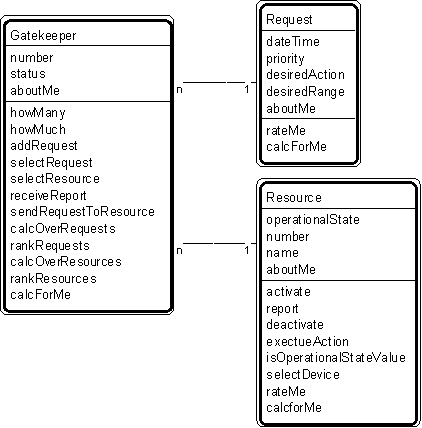 Gatekeeper
number
status
aboutMe
howMany
howMuch
addRequest
selectRequest
selectResource
receiveReport
sendRequestToResource
calcOverRequests
rankRequests
calcOverResources
rankResources
calcForMe
n
1
n
1
Request
dateTime
priority
desiredAction
desiredRange
aboutMe
rateMe
calcForMe
Resource
operationalState
number
name
aboutMe
activate
report
deactivate
exectueAction
isOperationalStateValue
selectDevice
rateMe
calcforMe